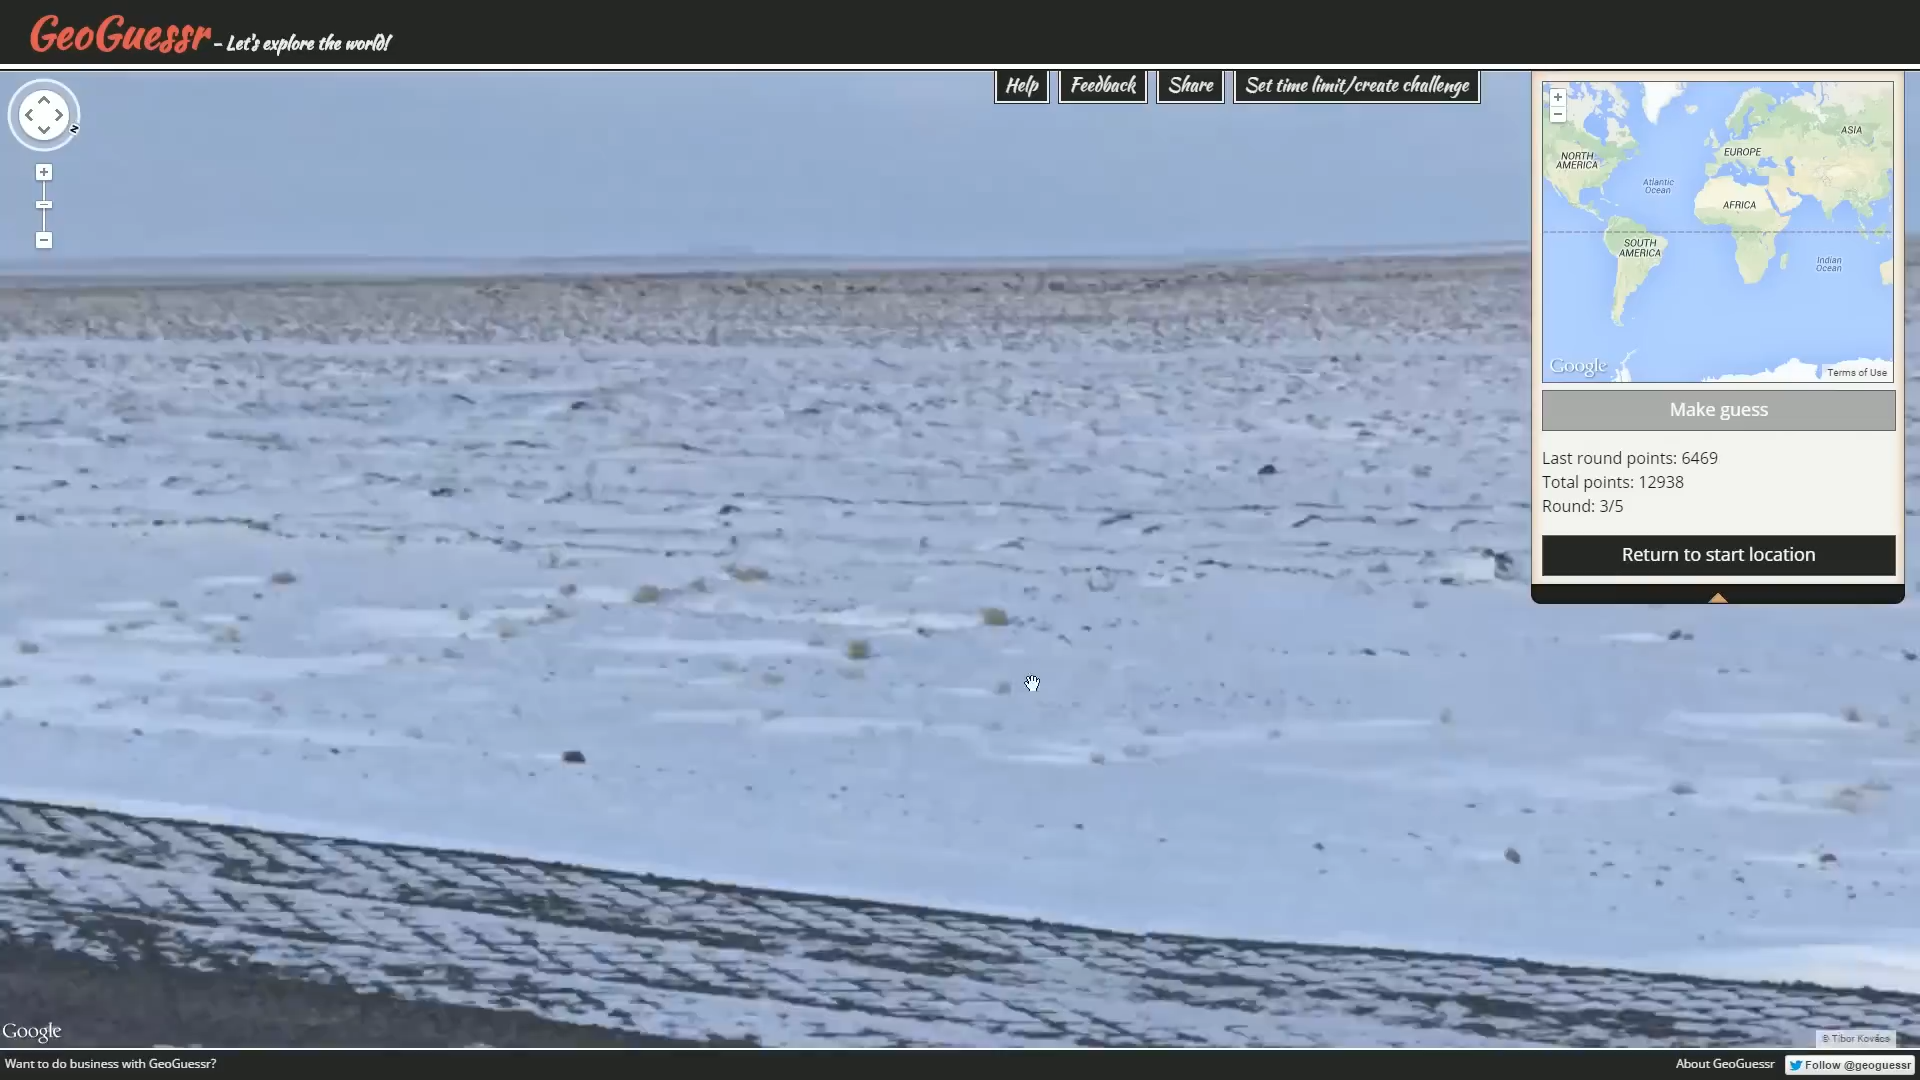 GeoGuessr - Let's explore the world!
Help
Feedback
Share
Set time limit/create challenge
N
NORTH AMERICA
Atlantic Ocean
EUROPE
ASIA
AFRICA
SOUTH AMERICA
Indian Ocean
Google
Terms of Use
Make guess
Last round points: 6469
Total points: 12938
Round: 3/5
Return to start location
Google
© Tibor Kovács
Want to do business with GeoGuessr?
About GeoGuessr
Follow @geoguessr